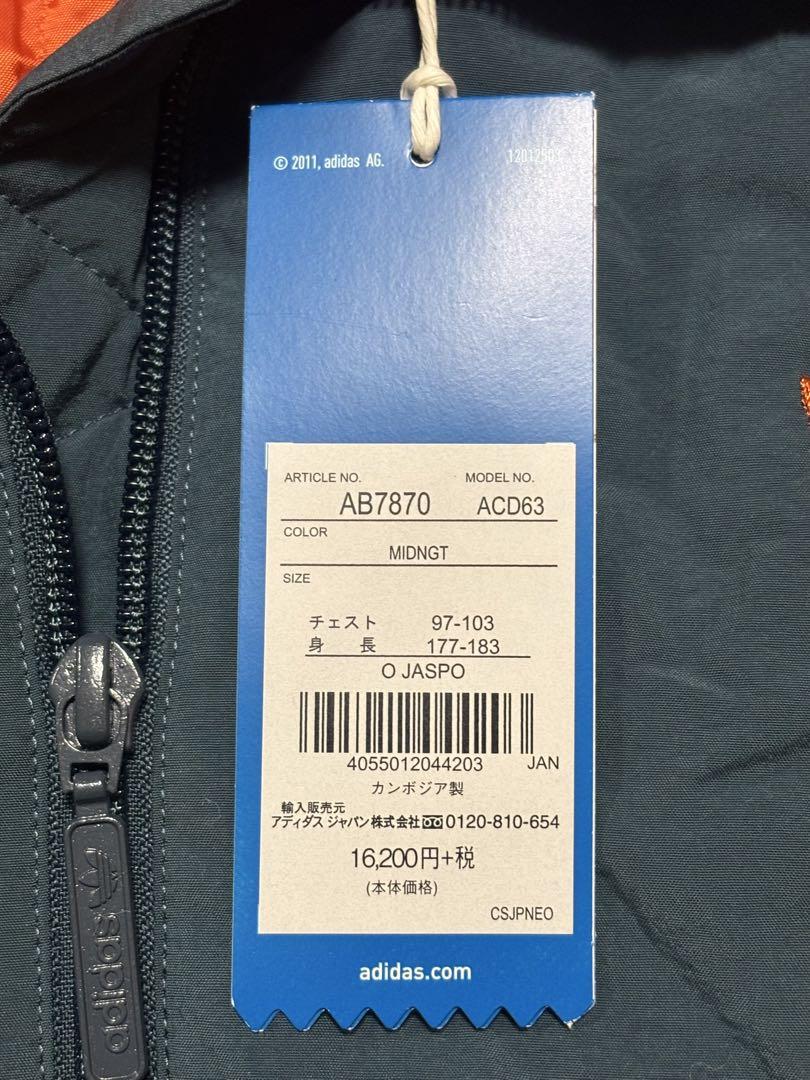 © 2011, adidas AG.
ARTICLE NO. MODEL NO.
AB7870 ACD63
COLOR
MIDNGT
SIZE
チェスト 97-103
身 長 177-183
O JASPO
4055012044203 JAN
カンボジア製
輸入販売元
アディダス ジャパン株式会社 0120-810-654
16,200円+税
(本体価格)
CSJPNEO
adidas.com
adidas